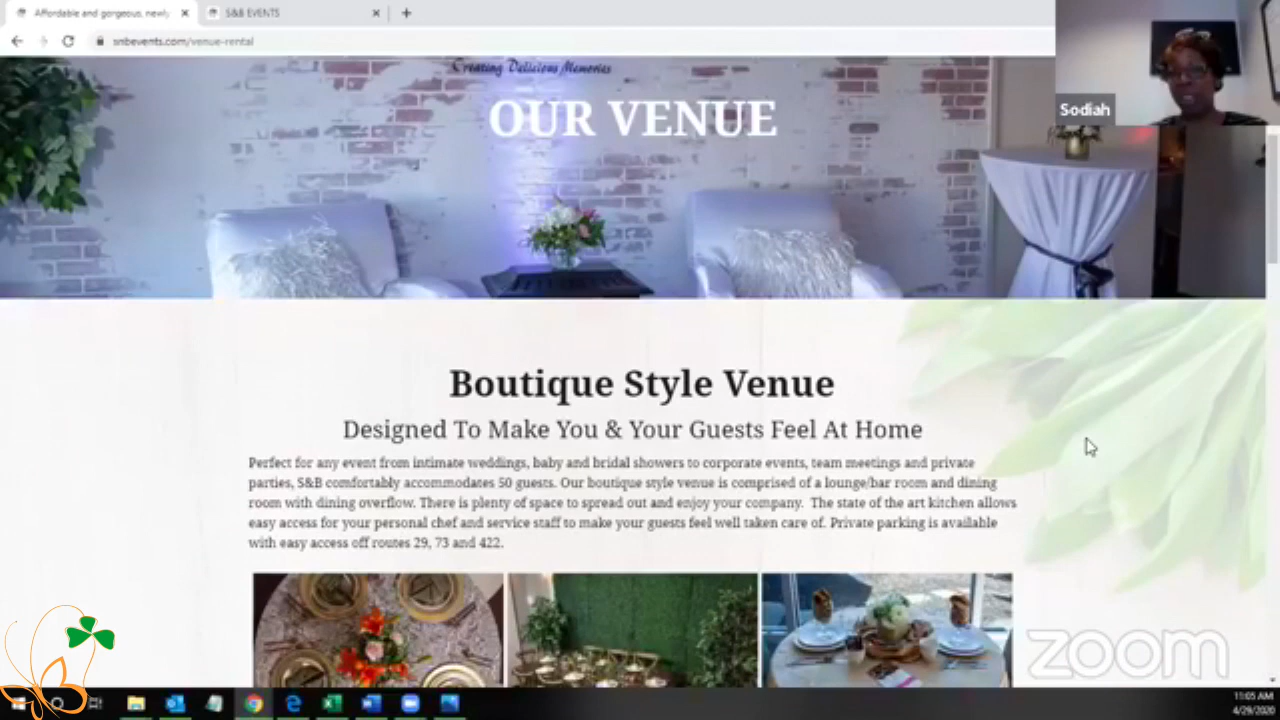 Affordable and gorgeous, newly
S&B EVENTS
snbevents.com/venue-rental
Creating Delicious Memories
OUR VENUE
Sodiah
Boutique Style Venue
Designed To Make You & Your Guests Feel At Home
Perfect for any event from intimate weddings, baby and bridal showers to corporate events, team meetings and private
parties, S&B comfortably accommodates 50 guests. Our boutique style venue is comprised of a lounge/bar room and dining
room with dining overflow. There is plenty of space to spread out and enjoy your company. The state of the art kitchen allows
easy access for your personal chef and service staff to make your guests feel well taken care of. Private parking is available
with easy access off routes 29, 73 and 422.
zoom
11:05 AM
4/29/2020